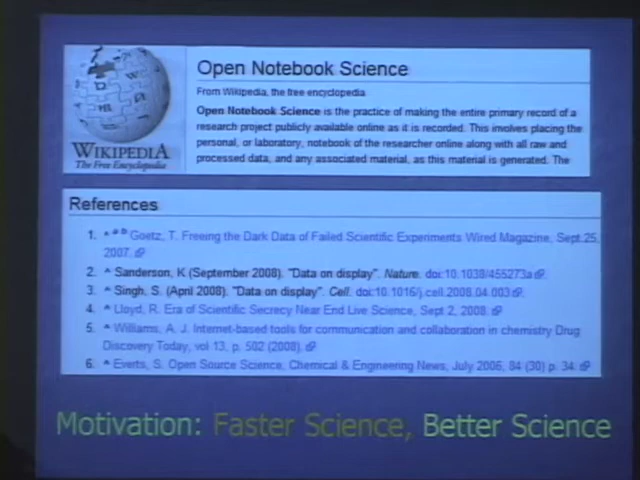 Open Notebook Science
From Wikipedia, the free encyclopedia
Open Notebook Science is the practice of making the entire primary record of a
research project publicly available online as it is recorded. This involves placing the
personal, or laboratory, notebook of the researcher online along with all raw and
processed data, and any associated material, as this material is generated. The
WIKIPEDIA
The Free Encyclopedia
References
1. ^ a b Goetz, T. Freeing the Dark Data of Failed Scientific Experiments Wired Magazine, Sept.25,
2007.
2. ^ Sanderson, K (September 2008). "Data on display". Nature. doi:10.1038/455273a.
3. ^ Singh, S. (April 2008). "Data on display". Cell. doi:10.1016/j.cell.2008.04.003.
4. ^ Lloyd, R. Era of Scientific Secrecy Near End Live Science, Sept 2, 2008.
5. ^ Williams, A. J. Internet-based tools for communication and collaboration in chemistry Drug
Discovery Today, vol 13, p. 502 (2008).
6. ^ Everts, S. Open Source Science, Chemical & Engineering News, July 2006, 84 (30) p. 34.
Motivation: Faster Science, Better Science